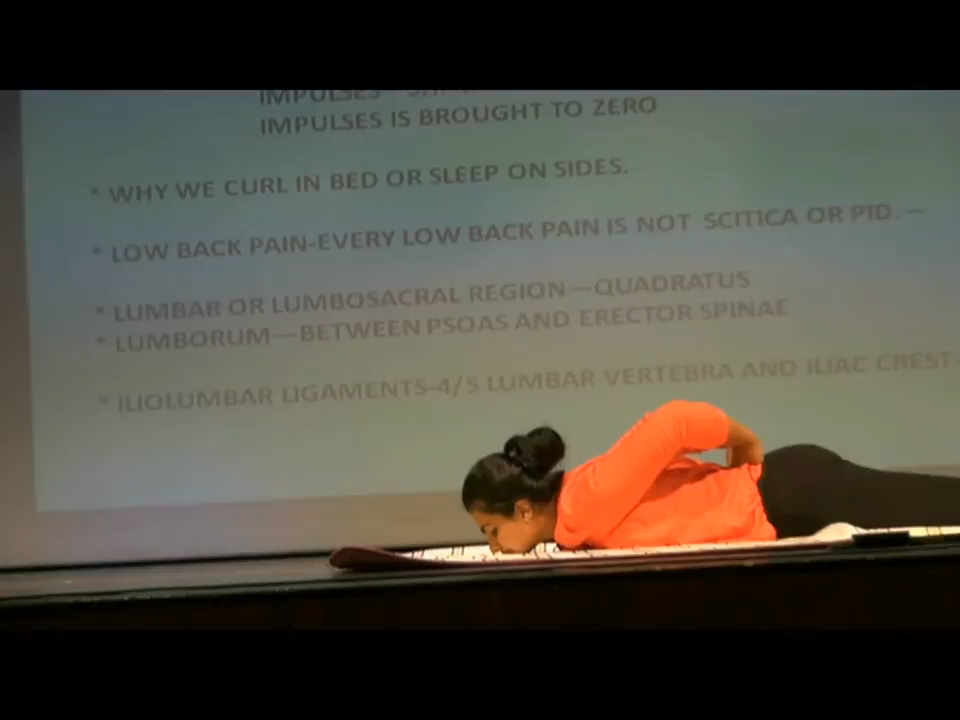 IMPULSES
IMPULSES IS BROUGHT TO ZERO
* WHY WE CURL IN BED OR SLEEP ON SIDES.
* LOW BACK PAIN-EVERY LOW BACK PAIN IS NOT SCITICA OR PID.—
* LUMBAR OR LUMBOSACRAL REGION—QUADRATUS
* LUMBORUM—BETWEEN PSOAS AND ERECTOR SPINAE
* ILIOLUMBAR LIGAMENTS-4/5 LUMBAR VERTEBRA AND ILIAC CREST-